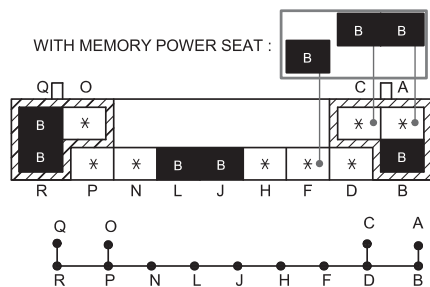 B B
WITH MEMORY POWER SEAT : B
Q O C A
B * * *
B * * B B * * * B
R P N L J H F D B
Q O C A
R P N L J H F D B